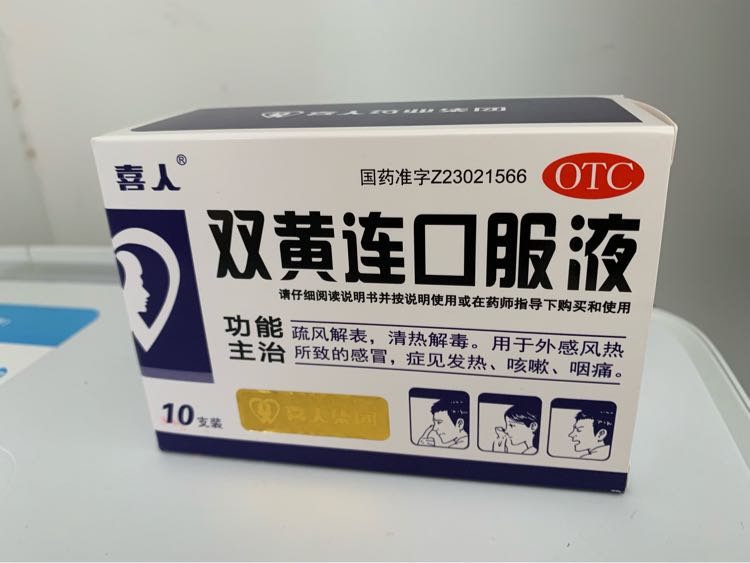 喜人®
国药准字Z23021566
OTC
双黄连口服液
请仔细阅读说明书并按说明使用或在药师指导下购买和使用
功能
主治
疏风解表，清热解毒。用于外感风热
所致的感冒，症见发热、咳嗽、咽痛。
10支装
喜人集团